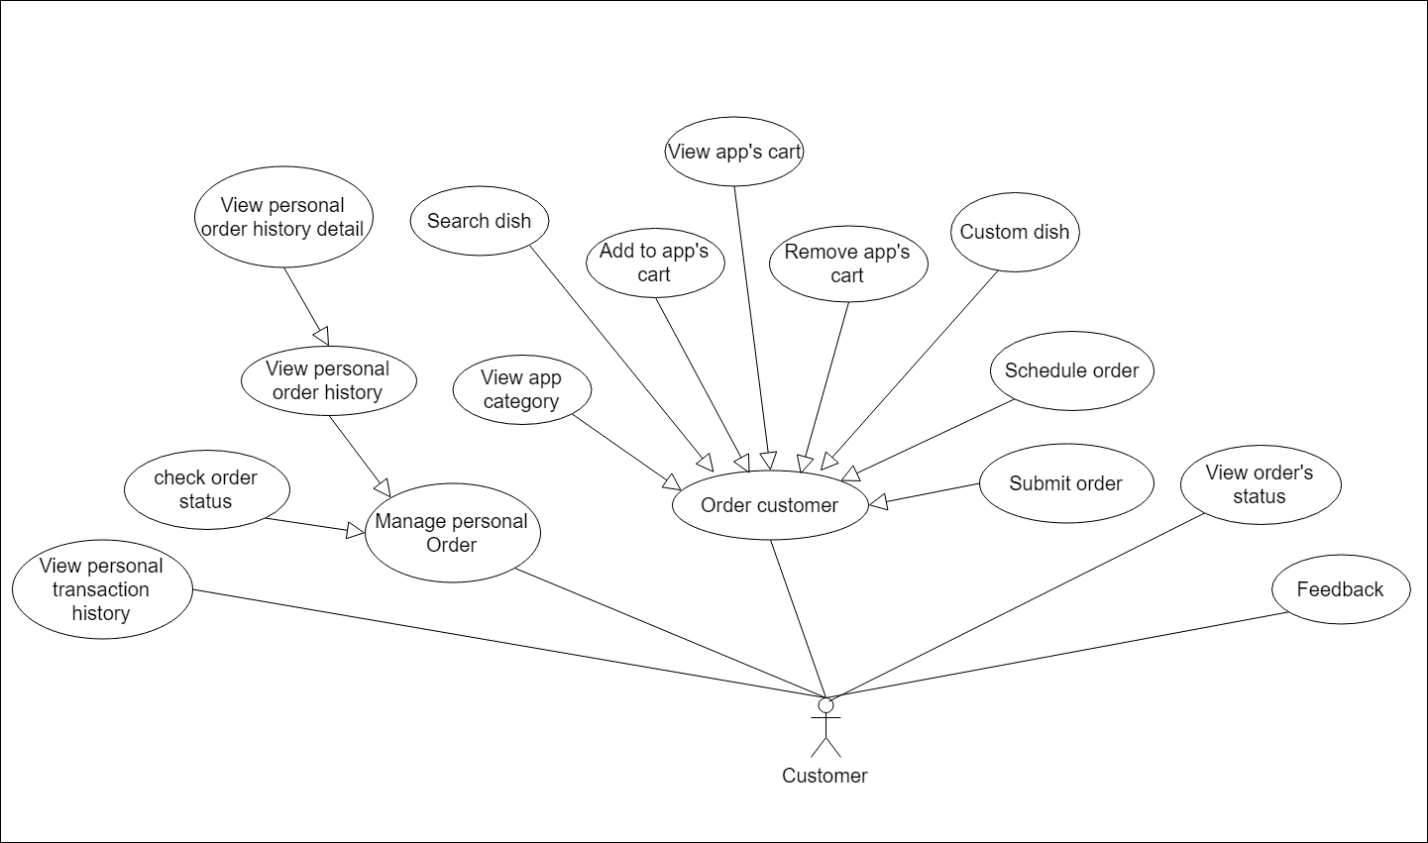 View app's cart
View personal
order history detail
Search dish
Add to app's
cart
Remove app's
cart
Custom dish
View personal
order history
View app
category
Schedule order
check order
status
Manage personal
Order
Order customer
Submit order
View order's
status
View personal
transaction
history
Feedback
Customer